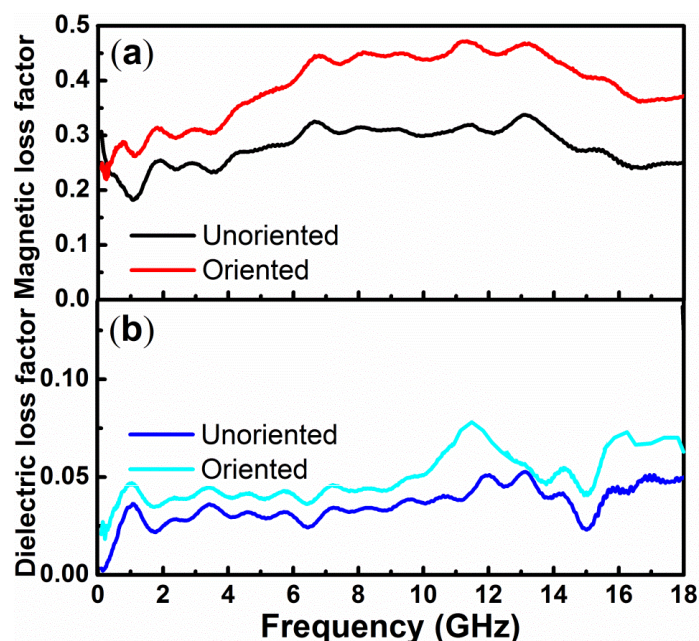 (a)
Magnetic loss factor
0.5
0.4
0.3
0.2
0.1
0.0
Unoriented
Oriented
(b)
Dielectric loss factor
0.10
0.05
0.00
Unoriented
Oriented
0 2 4 6 8 10 12 14 16 18
Frequency (GHz)